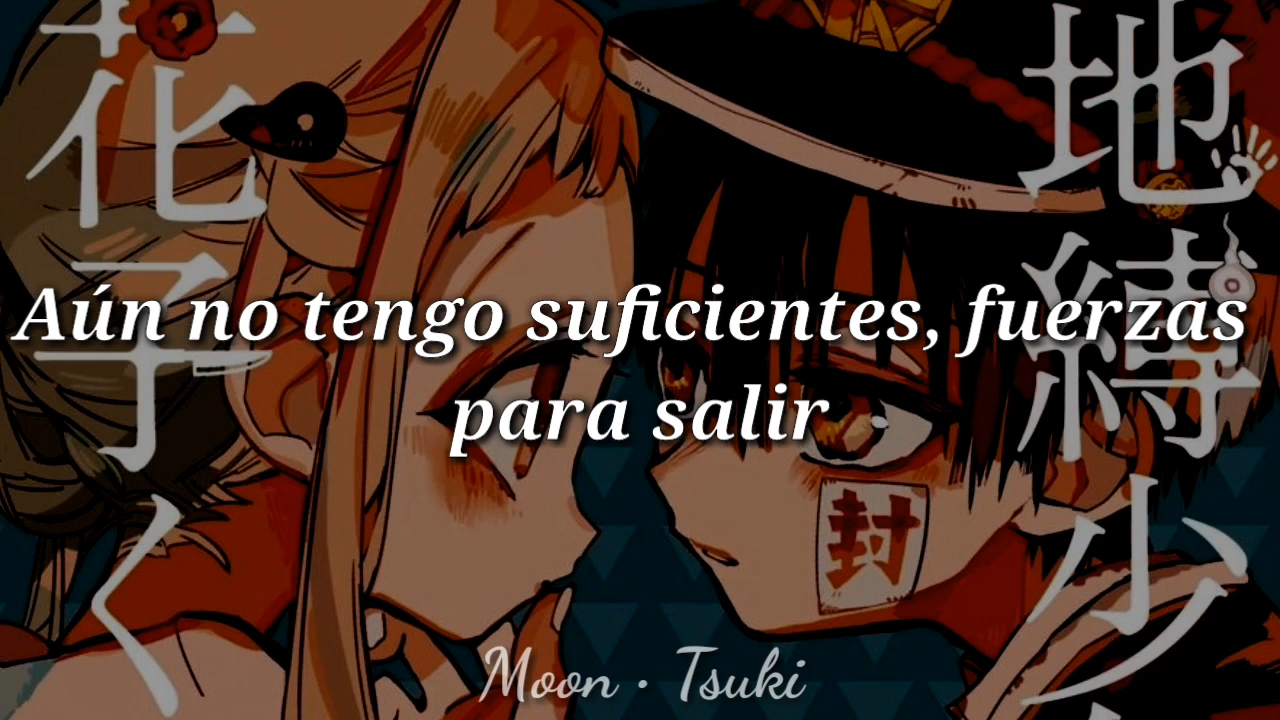 地縛少
花子く
Aún no tengo suficientes, fuerzas
para salir
封
Moon • Tsuki